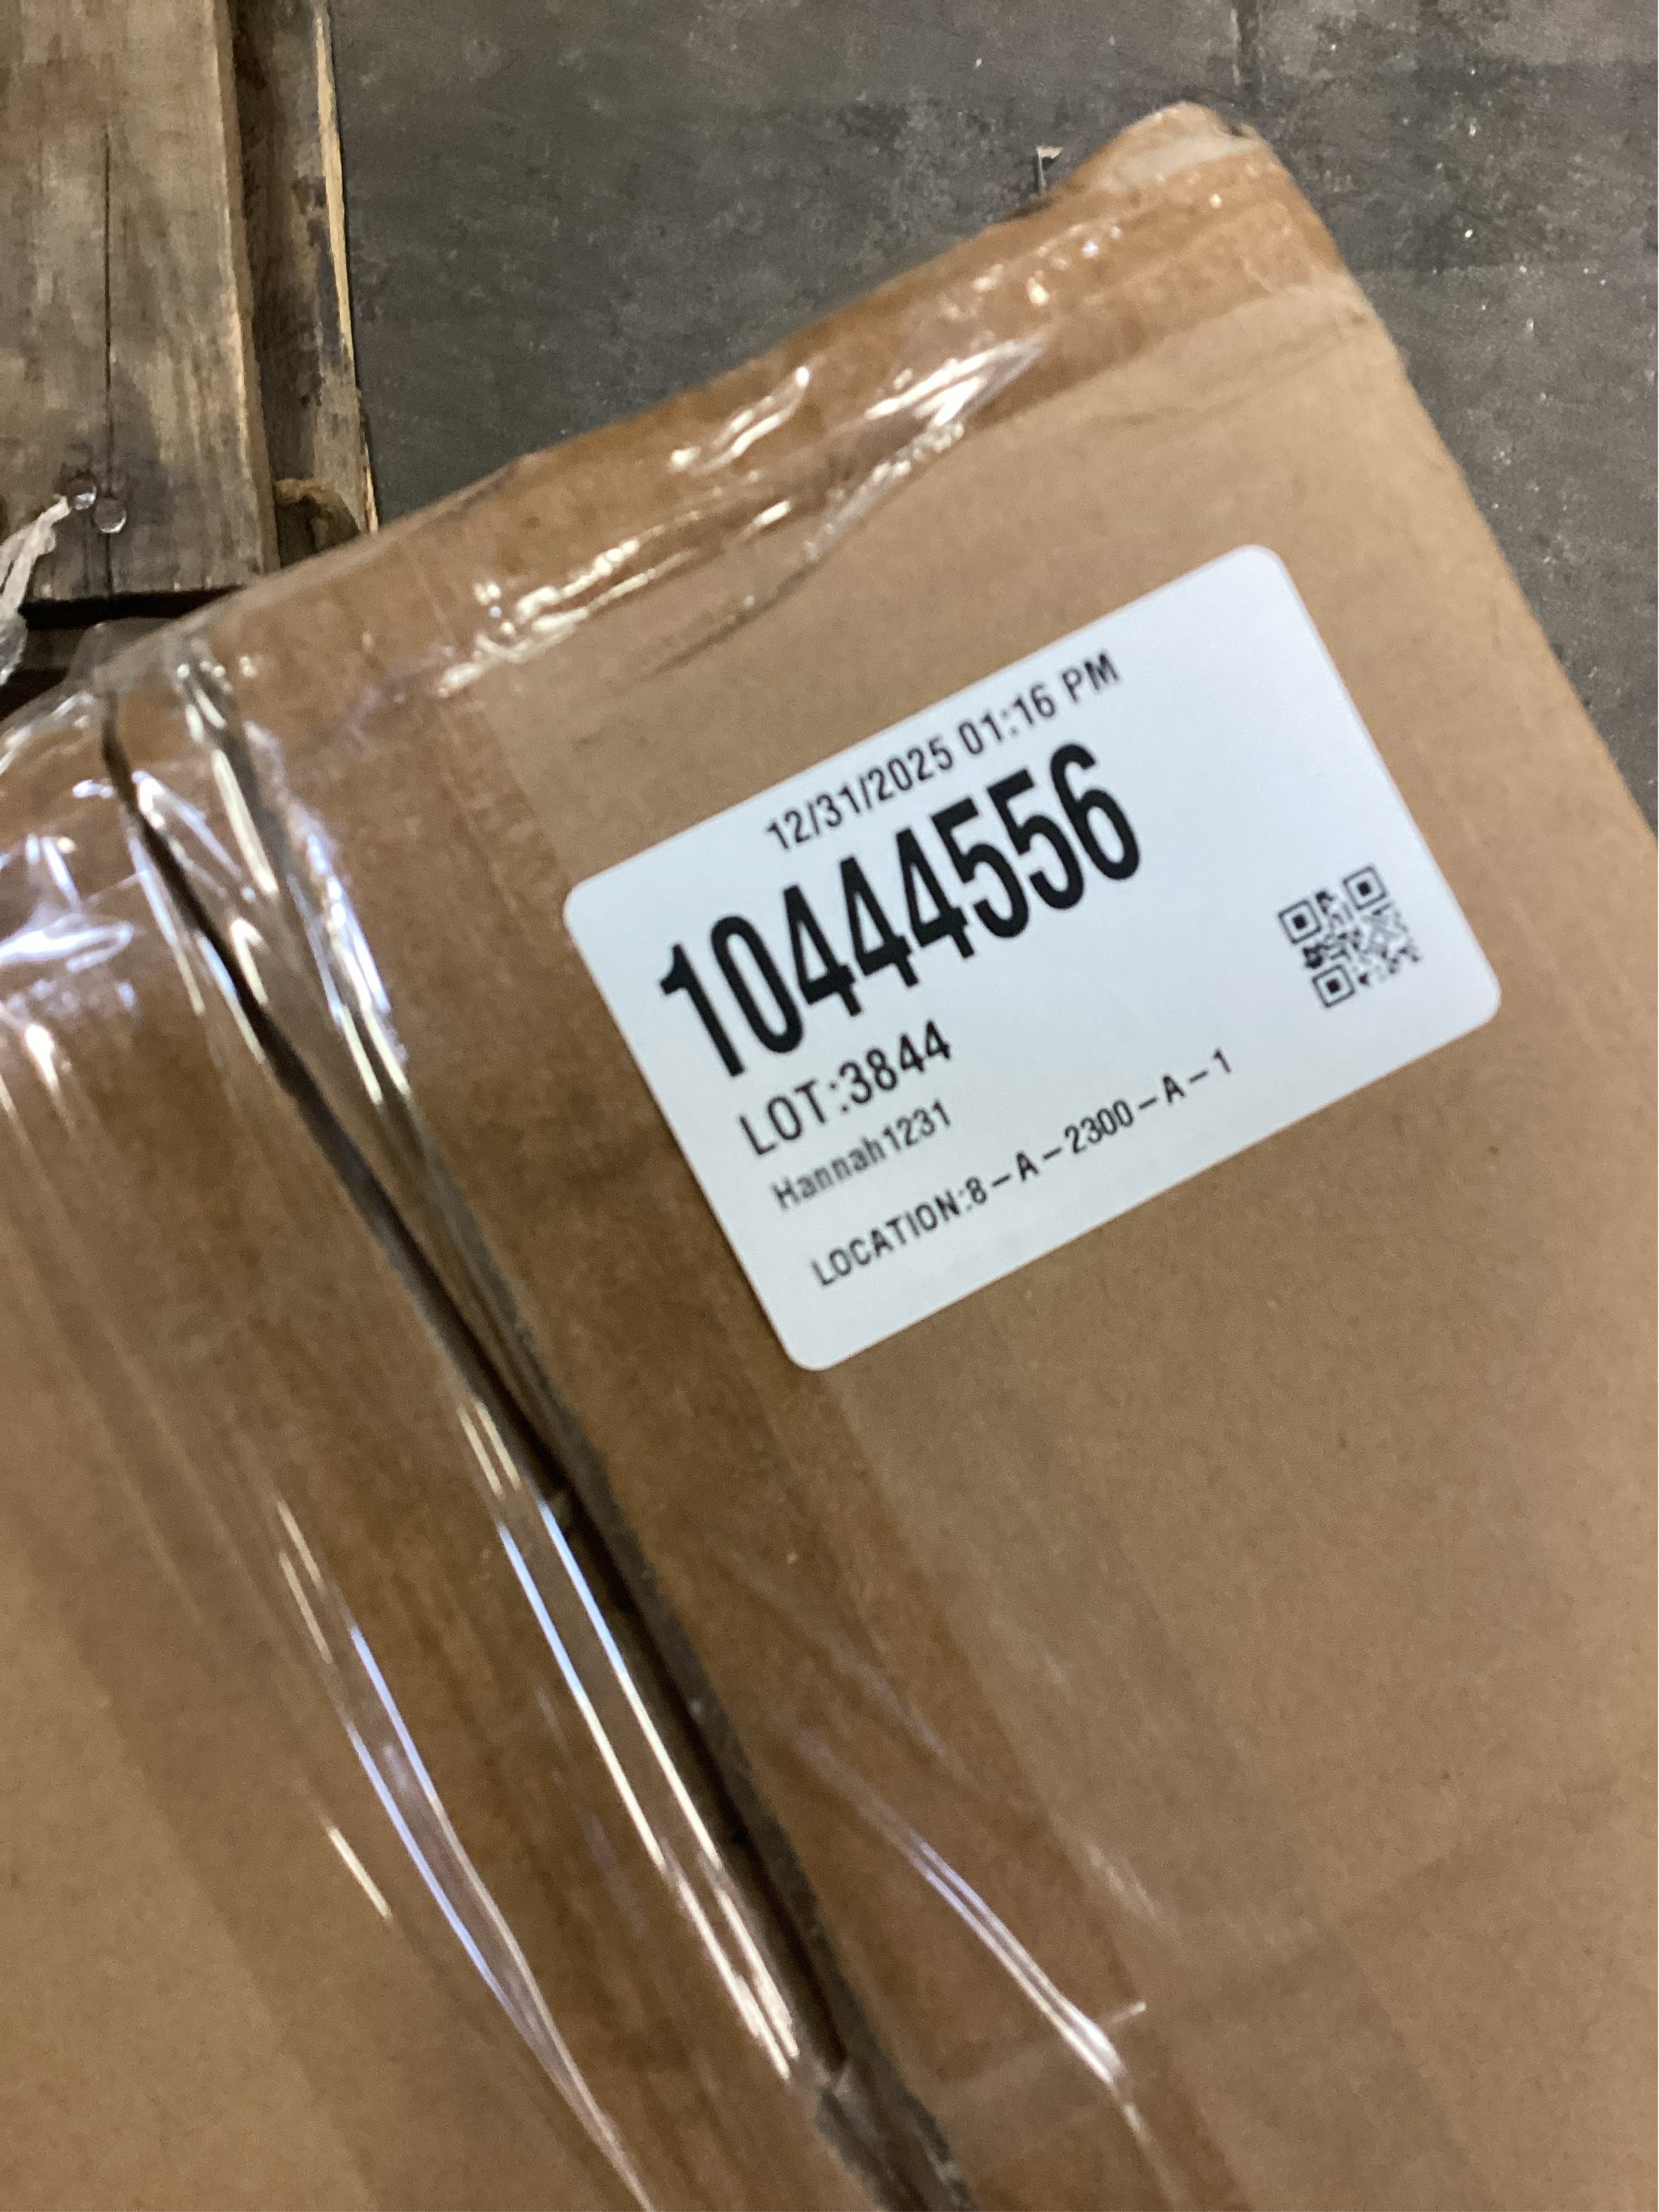 12/31/2025 01:16 PM
10444556
LOT:3844
Hannah1231
LOCATION:8-A-2300-A-1